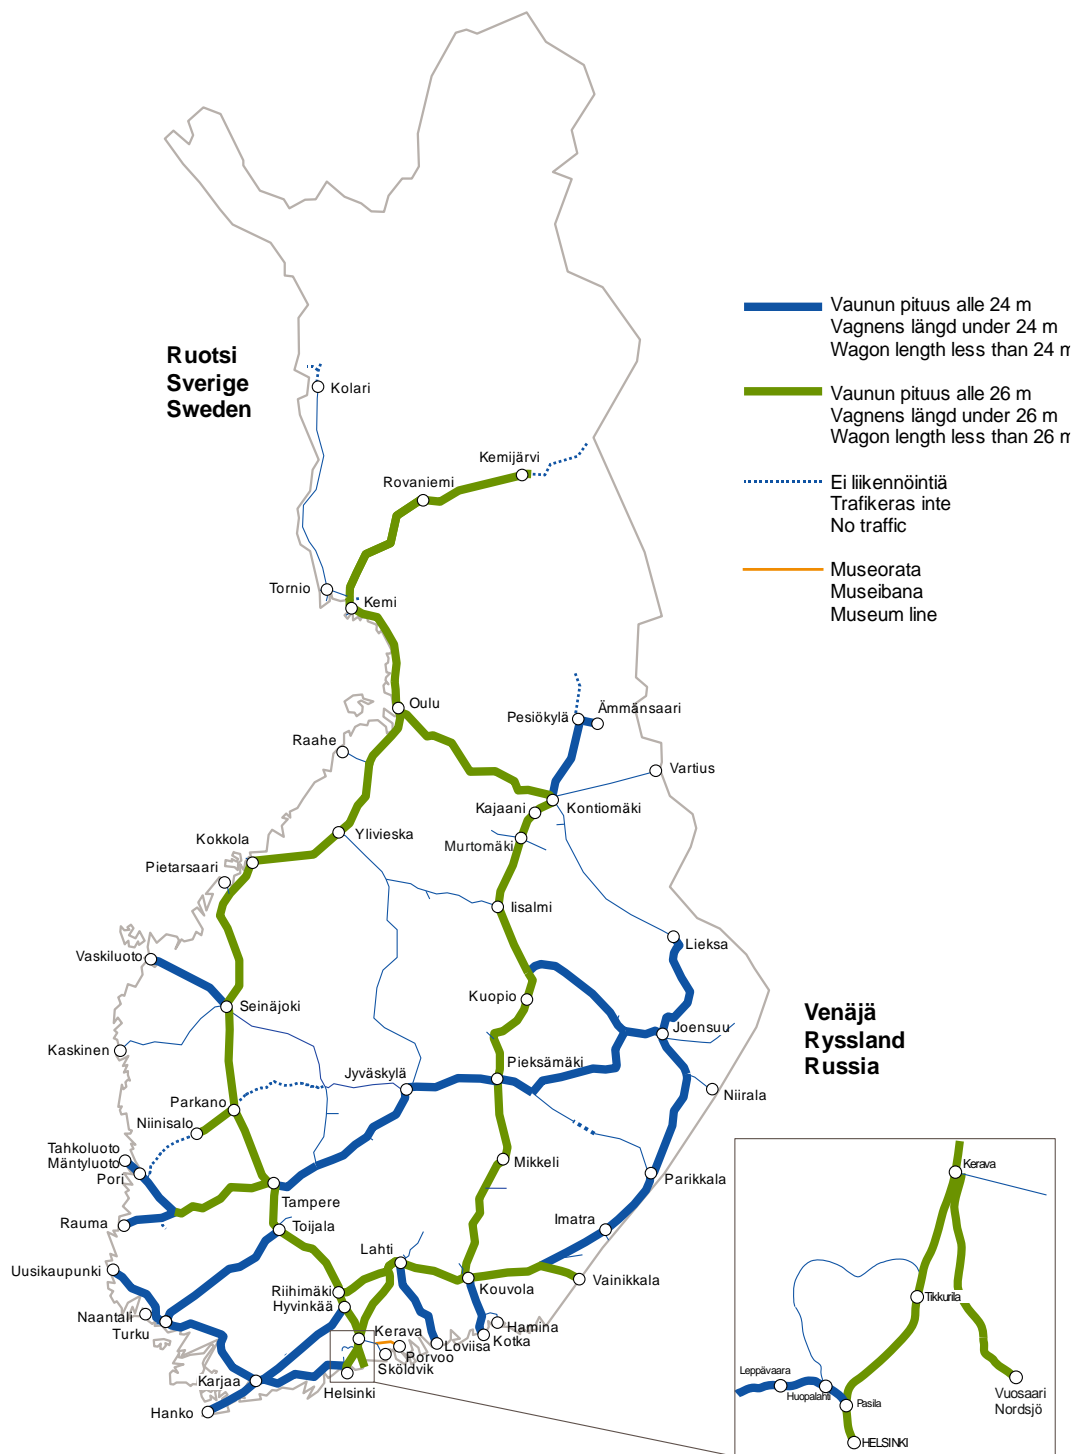 Ruotsi
Sverige
Sweden
Vaunun pituus alle 24 m
Vagnens längd under 24 m
Wagon length less than 24 m
Vaunun pituus alle 26 m
Vagnens längd under 26 m
Wagon length less than 26 m
Ei liikennöintiä
Trafikeras inte
No traffic
Museorata
Museibana
Museum line
Kolari
Kemijärvi
Rovaniemi
Tornio
Kemi
Oulu
Pesiökylä
Ämmänsaari
Raahe
Vartius
Kajaani
Kontiomäki
Ylivieska
Murtomäki
Kokkola
Pietarsaari
Iisalmi
Lieksa
Vaskiluoto
Kuopio
Seinäjoki
Joensuu
Venäjä
Ryssland
Russia
Kaskinen
Pieksämäki
Jyväskylä
Niirala
Parkano
Niinisalo
Tahkoluoto
Mäntyluoto
Pori
Mikkeli
Parikkala
Tampere
Rauma
Toijala
Imatra
Lahti
Uusikaupunki
Vainikkala
Riihimäki
Kouvola
Hyvinkää
Naantali
Turku
Hamina
Kotka
Kerava
Loviisa
Porvoo
Sköldvik
Karjaa
Helsinki
Hanko
Kerava
Tikkurila
Leppävaara
Huopalahti
Pasila
Vuosaari
Nordsjö
HELSINKI